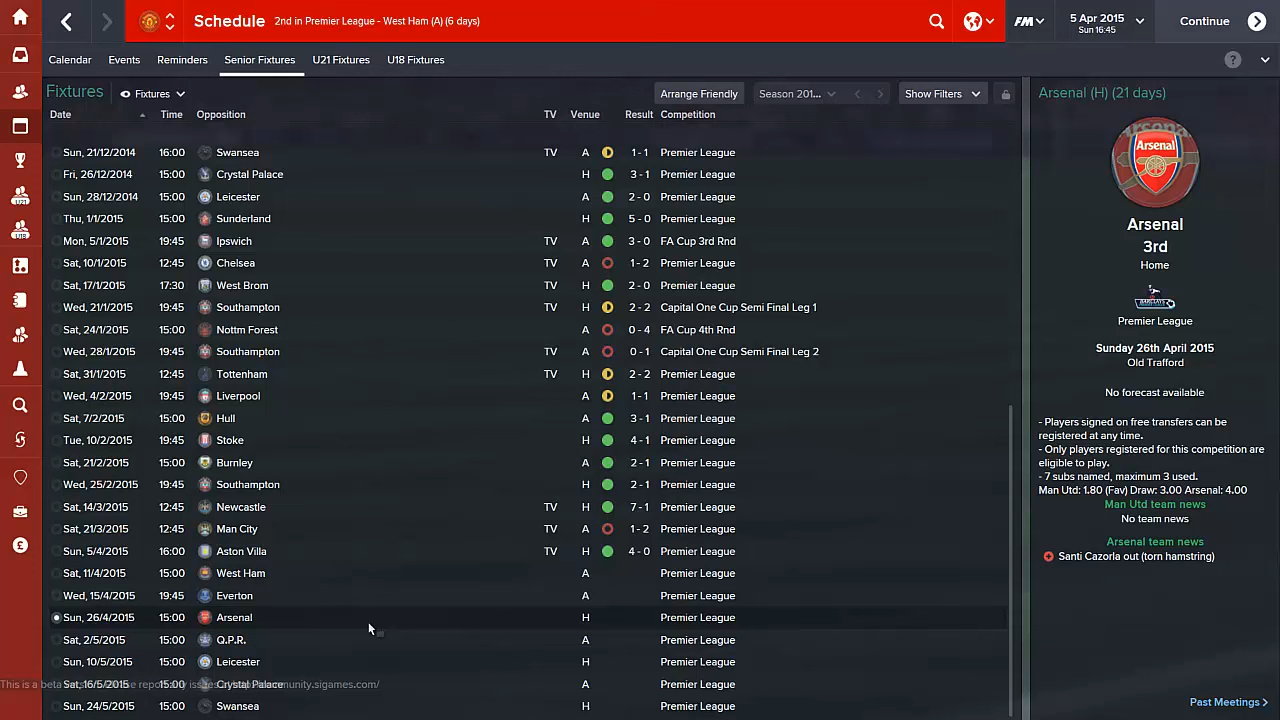 Schedule 2nd in Premier League - West Ham (A) (6 days) FM 5 Apr 2015 Continue
Sun 16:45
Calendar Events Reminders Senior Fixtures U21 Fixtures U18 Fixtures ?
Fixtures Fixtures Arrange Friendly Season 201... Show Filters
Date Time Opposition TV Venue Result Competition
Sun, 21/12/2014 16:00 Swansea TV A 1 - 1 Premier League
Fri, 26/12/2014 15:00 Crystal Palace H 3 - 1 Premier League
Sun, 28/12/2014 15:00 Leicester A 2 - 0 Premier League
Thu, 1/1/2015 15:00 Sunderland H 5 - 0 Premier League
Mon, 5/1/2015 19:45 Ipswich TV A 3 - 0 FA Cup 3rd Rnd
Sat, 10/1/2015 12:45 Chelsea TV A 1 - 2 Premier League
Sat, 17/1/2015 17:30 West Brom TV H 2 - 0 Premier League
Wed, 21/1/2015 19:45 Southampton TV H 2 - 2 Capital One Cup Semi Final Leg 1
Sat, 24/1/2015 15:00 Nottm Forest A 0 - 4 FA Cup 4th Rnd
Wed, 28/1/2015 19:45 Southampton TV A 0 - 1 Capital One Cup Semi Final Leg 2
Sat, 31/1/2015 12:45 Tottenham TV H 2 - 2 Premier League
Wed, 4/2/2015 19:45 Liverpool A 1 - 1 Premier League
Sat, 7/2/2015 15:00 Hull A 3 - 1 Premier League
Tue, 10/2/2015 19:45 Stoke H 4 - 1 Premier League
Sat, 21/2/2015 15:00 Burnley A 2 - 1 Premier League
Wed, 25/2/2015 19:45 Southampton H 2 - 1 Premier League
Sat, 14/3/2015 12:45 Newcastle TV H 7 - 1 Premier League
Sat, 21/3/2015 12:45 Man City TV A 1 - 2 Premier League
Sun, 5/4/2015 16:00 Aston Villa TV H 4 - 0 Premier League
Sat, 11/4/2015 15:00 West Ham A Premier League
Wed, 15/4/2015 19:45 Everton A Premier League
Sun, 26/4/2015 15:00 Arsenal H Premier League
Sat, 2/5/2015 15:00 Q.P.R. A Premier League
Sun, 10/5/2015 15:00 Leicester H Premier League
Sat, 16/5/2015 15:00 Crystal Palace A Premier League
This is a beta
Sun, 24/5/2015 15:00 Swansea H Premier League
U21
U18
Arsenal (H) (21 days)
Arsenal
Arsenal
3rd
Home
BARCLAYS
Premier League
Sunday 26th April 2015
Old Trafford
No forecast available
- Players signed on free transfers can be
registered at any time.
- Only players registered for this competition are
eligible to play.
- 7 subs named, maximum 3 used.
Man Utd: 1.80 (Fav) Draw: 3.00 Arsenal: 4.00
Man Utd team news
No team news
Arsenal team news
Santi Cazorla out (torn hamstring)
Past Meetings >